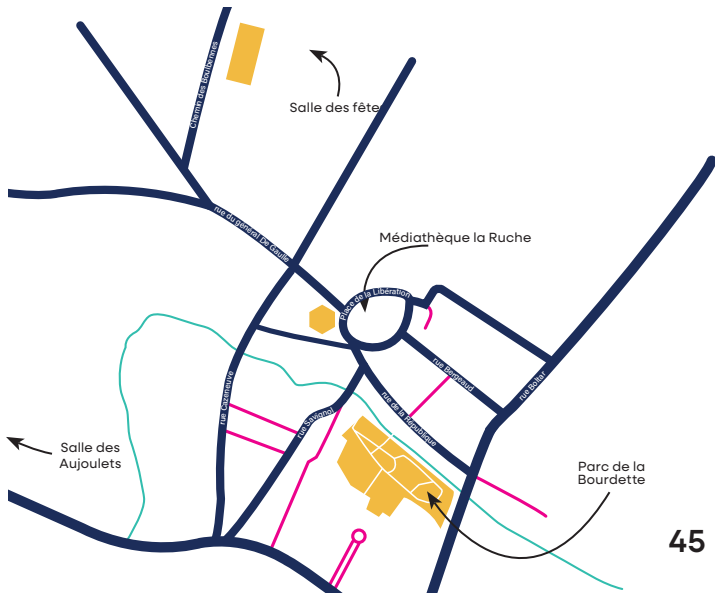 Chemin des Boulbennes
Salle des fêtes
rue du général De Gaulle
Médiathèque la Ruche
Place de la Libération
rue Bergeaud
rue Boltar
rue Cazeneuve
rue Savignol
rue de la République
Salle des
Aujoulets
Parc de la
Bourdette
45